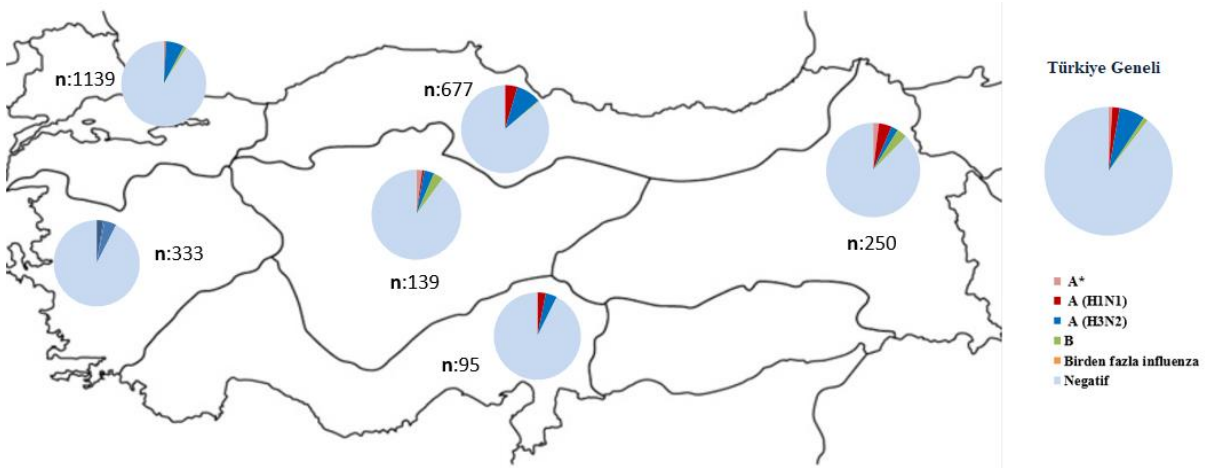 n:1139
n:677
n:333
n:139
n:250
n:95
Türkiye Geneli
A*
A (H1N1)
A (H3N2)
B
Birden fazla influenza
Negatif